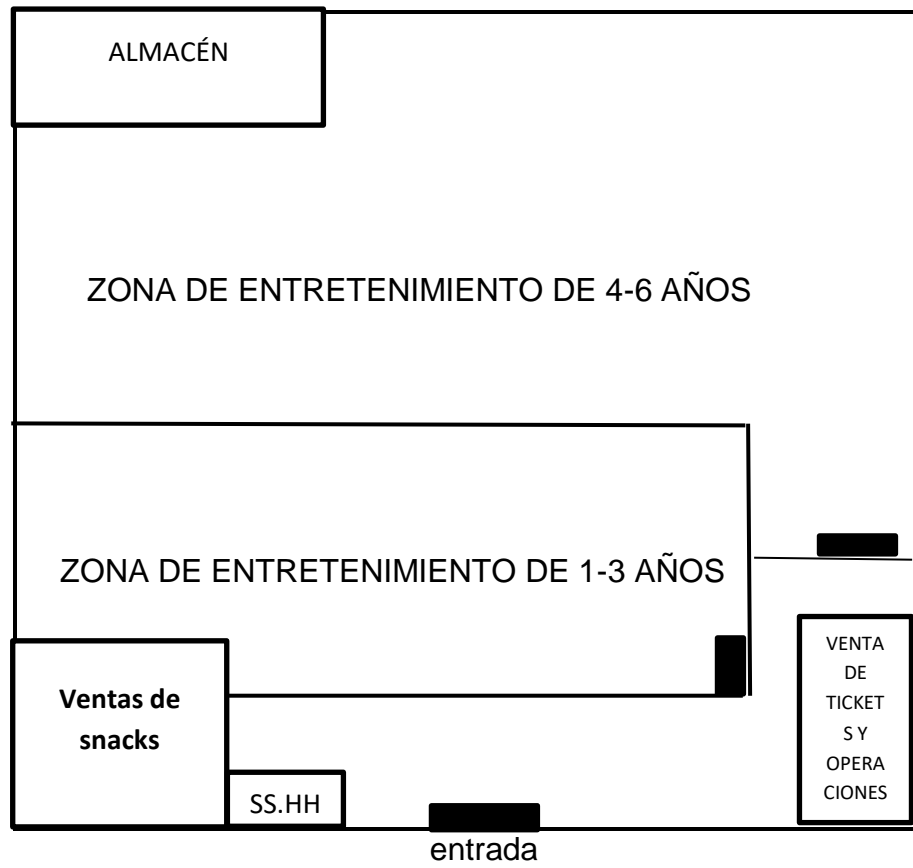 ALMACÉN
ZONA DE ENTRETENIMIENTO DE 4-6 AÑOS
ZONA DE ENTRETENIMIENTO DE 1-3 AÑOS
Ventas de
snacks
SS.HH
VENTA
DE
TICKET
S Y
OPERA
CIONES
entrada